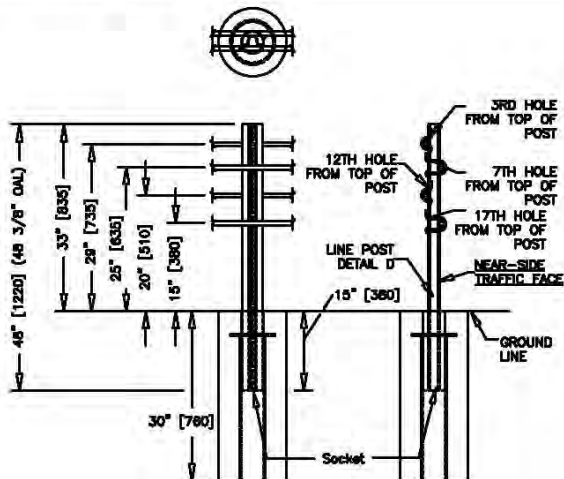 3RD HOLE
FROM TOP OF
POST
12TH HOLE
FROM TOP OF
POST
7TH HOLE
FROM TOP OF
POST
17TH HOLE
FROM TOP OF
POST
48" [1220] (48 3/8" OAL)
33" [835]
29" [735]
25" [635]
20" [510]
15" [380]
LINE POST
DETAIL D
NEAR-SIDE
TRAFFIC FACE
15" [380]
GROUND
LINE
30" [760]
Socket